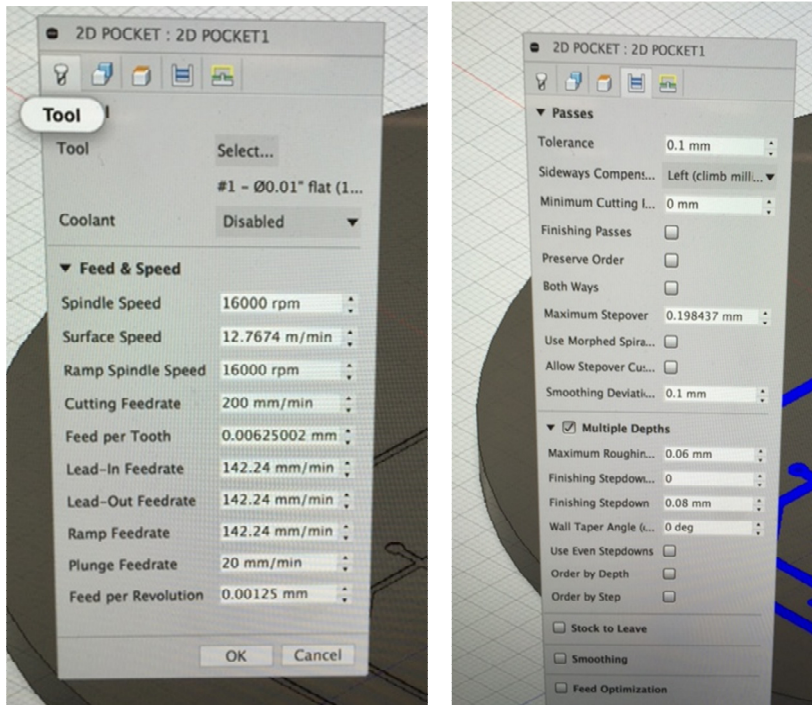 2D POCKET : 2D POCKET1
Tool
Tool Select...
#1 - Ø0.01" flat (1...
Coolant Disabled
Feed & Speed
Spindle Speed 16000 rpm
Surface Speed 12.7674 m/min
Ramp Spindle Speed 16000 rpm
Cutting Feedrate 200 mm/min
Feed per Tooth 0.00625002 mm
Lead-In Feedrate 142.24 mm/min
Lead-Out Feedrate 142.24 mm/min
Ramp Feedrate 142.24 mm/min
Plunge Feedrate 20 mm/min
Feed per Revolution 0.00125 mm
OK Cancel
2D POCKET : 2D POCKET1
Passes
Tolerance 0.1 mm
Sideways Compens... Left (climb milli...
Minimum Cutting l... 0 mm
Finishing Passes
Preserve Order
Both Ways
Maximum Stepover 0.198437 mm
Use Morphed Spira...
Allow Stepover Cu...
Smoothing Deviati... 0.1 mm
Multiple Depths
Maximum Roughin... 0.06 mm
Finishing Stepdow... 0
Finishing Stepdown 0.08 mm
Wall Taper Angle (... 0 deg
Use Even Stepdowns
Order by Depth
Order by Step
Stock to Leave
Smoothing
Feed Optimization